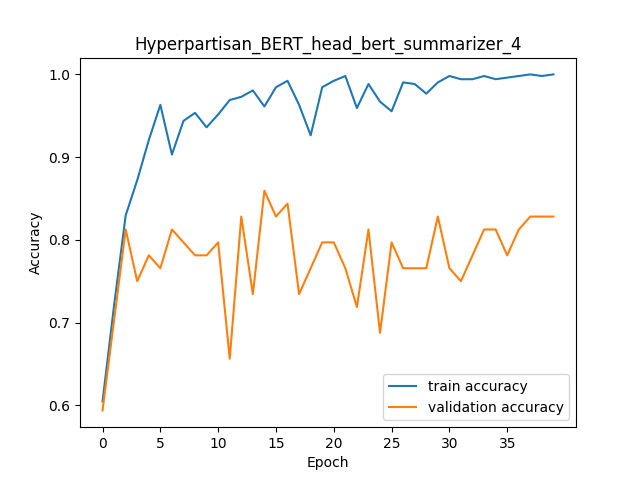 Hyperpartisan_BERT_head_bert_summarizer_4
1.0
0.9
0.8
0.7
0.6
Accuracy
0 5 10 15 20 25 30 35
Epoch
train accuracy
validation accuracy